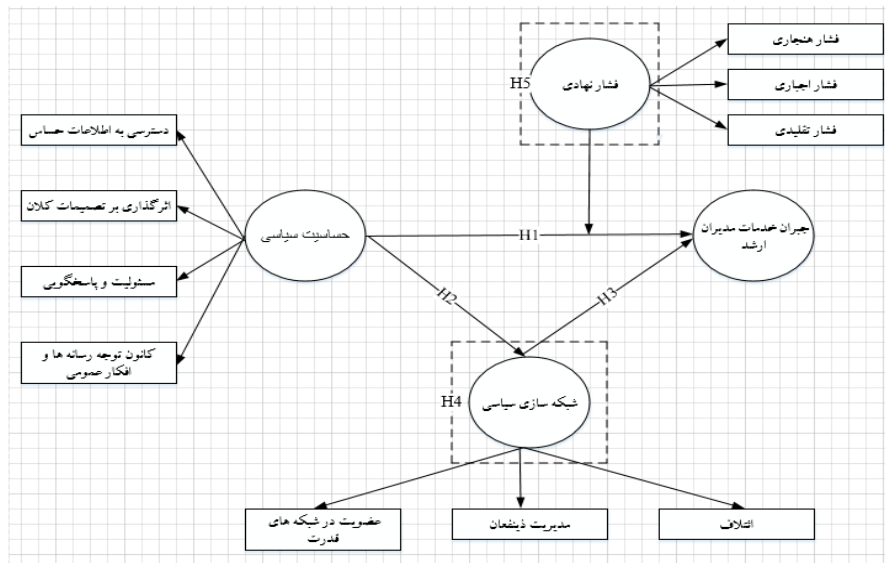 فشار هنجاری
فشار نهادی
H5
فشار اجباری
فشار تقلیدی
دسترسی به اطلاعات حساس
اثرگذاری بر تصمیمات کلان
حساسیت سیاسی
H1
جبران خدمات مدیران
ارشد
مسئولیت و پاسخگویی
H2
H3
کانون توجه رسانه ها و
افکار عمومی
H4
شبکه سازی سیاسی
عضویت در شبکه های
قدرت
مدیریت ذینفعان
ائتلاف